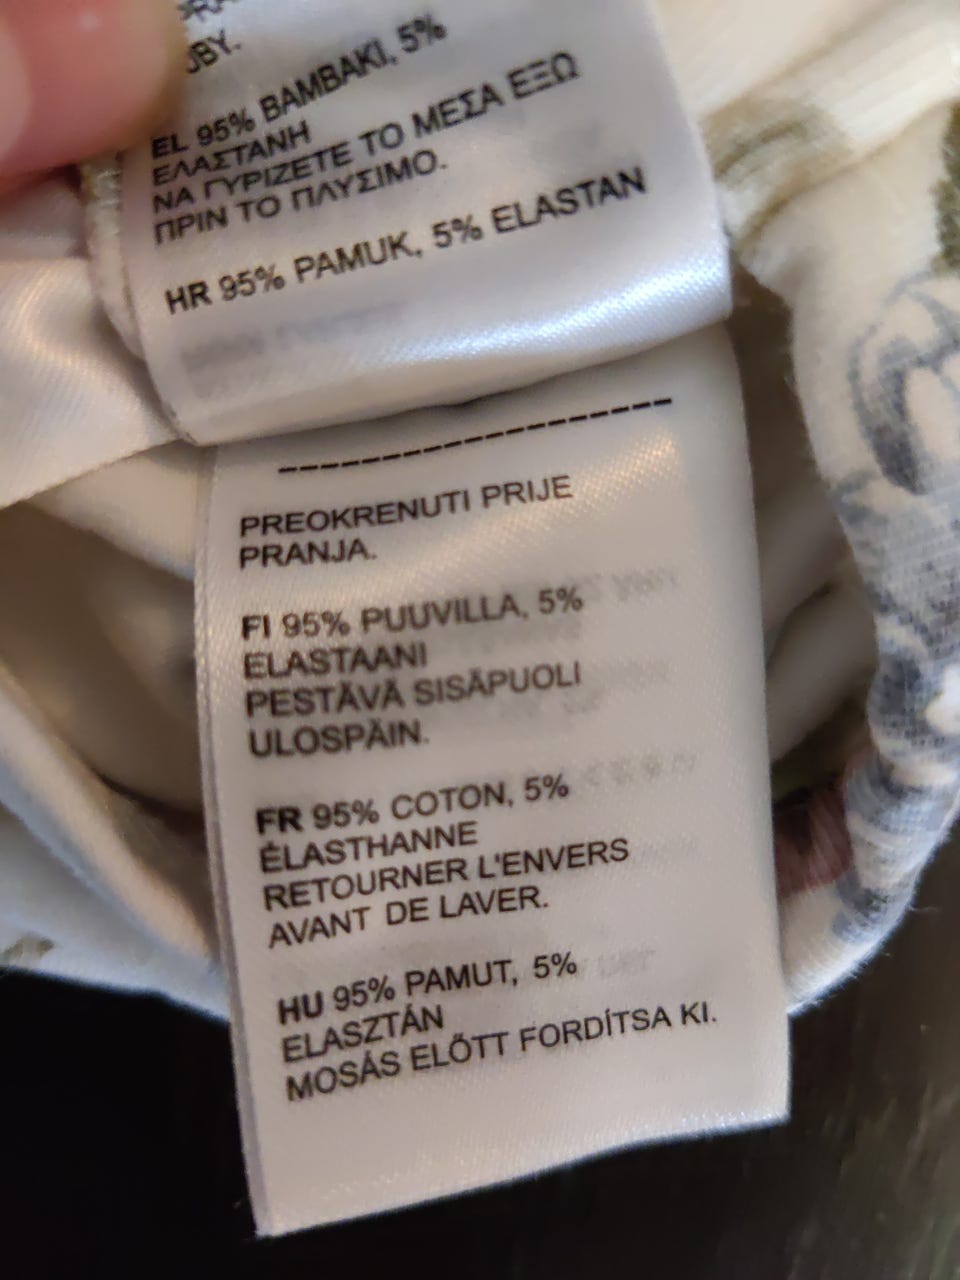 UBY.
EL 95% ΒΑΜΒΑΚΙ, 5%
ΕΛΑΣΤΑΝΗ
ΝΑ ΓΥΡΙΖΕΤΕ ΤΟ ΜΕΣΑ ΕΞΩ
ΠΡΙΝ ΤΟ ΠΛΥΣΙΜΟ.
HR 95% PAMUK, 5% ELASTAN
PREOKRENUTI PRIJE
PRANJA.
FI 95% PUUVILLA, 5%
ELASTAANI
PESTÄVÄ SISÄPUOLI
ULOSPÄIN.
FR 95% COTON, 5%
ÉLASTHANNE
RETOURNER L'ENVERS
AVANT DE LAVER.
HU 95% PAMUT, 5%
ELASZTÁN
MOSÁS ELŐTT FORDÍTSA KI.